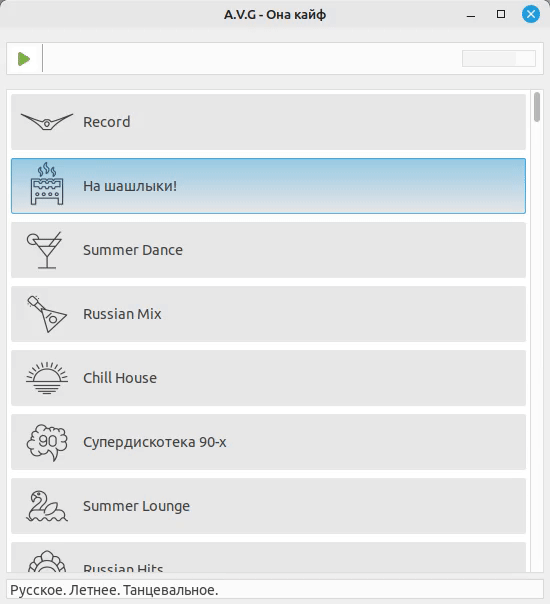 A.V.G - Она кайф
Record
На шашлыки!
Summer Dance
Russian Mix
Chill House
90
Супердискотека 90-х
Summer Lounge
Russian Hits
Русское. Летнее. Танцевальное.